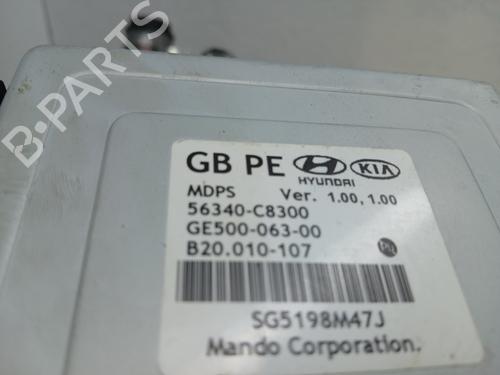 B-PARTS
GB PE HYUNDAI KIA
MDPS Ver. 1.00, 1.00
56340-C8300
GE500-063-00
B20.010-107 Pb
SG5198M47J
Mando Corporation.